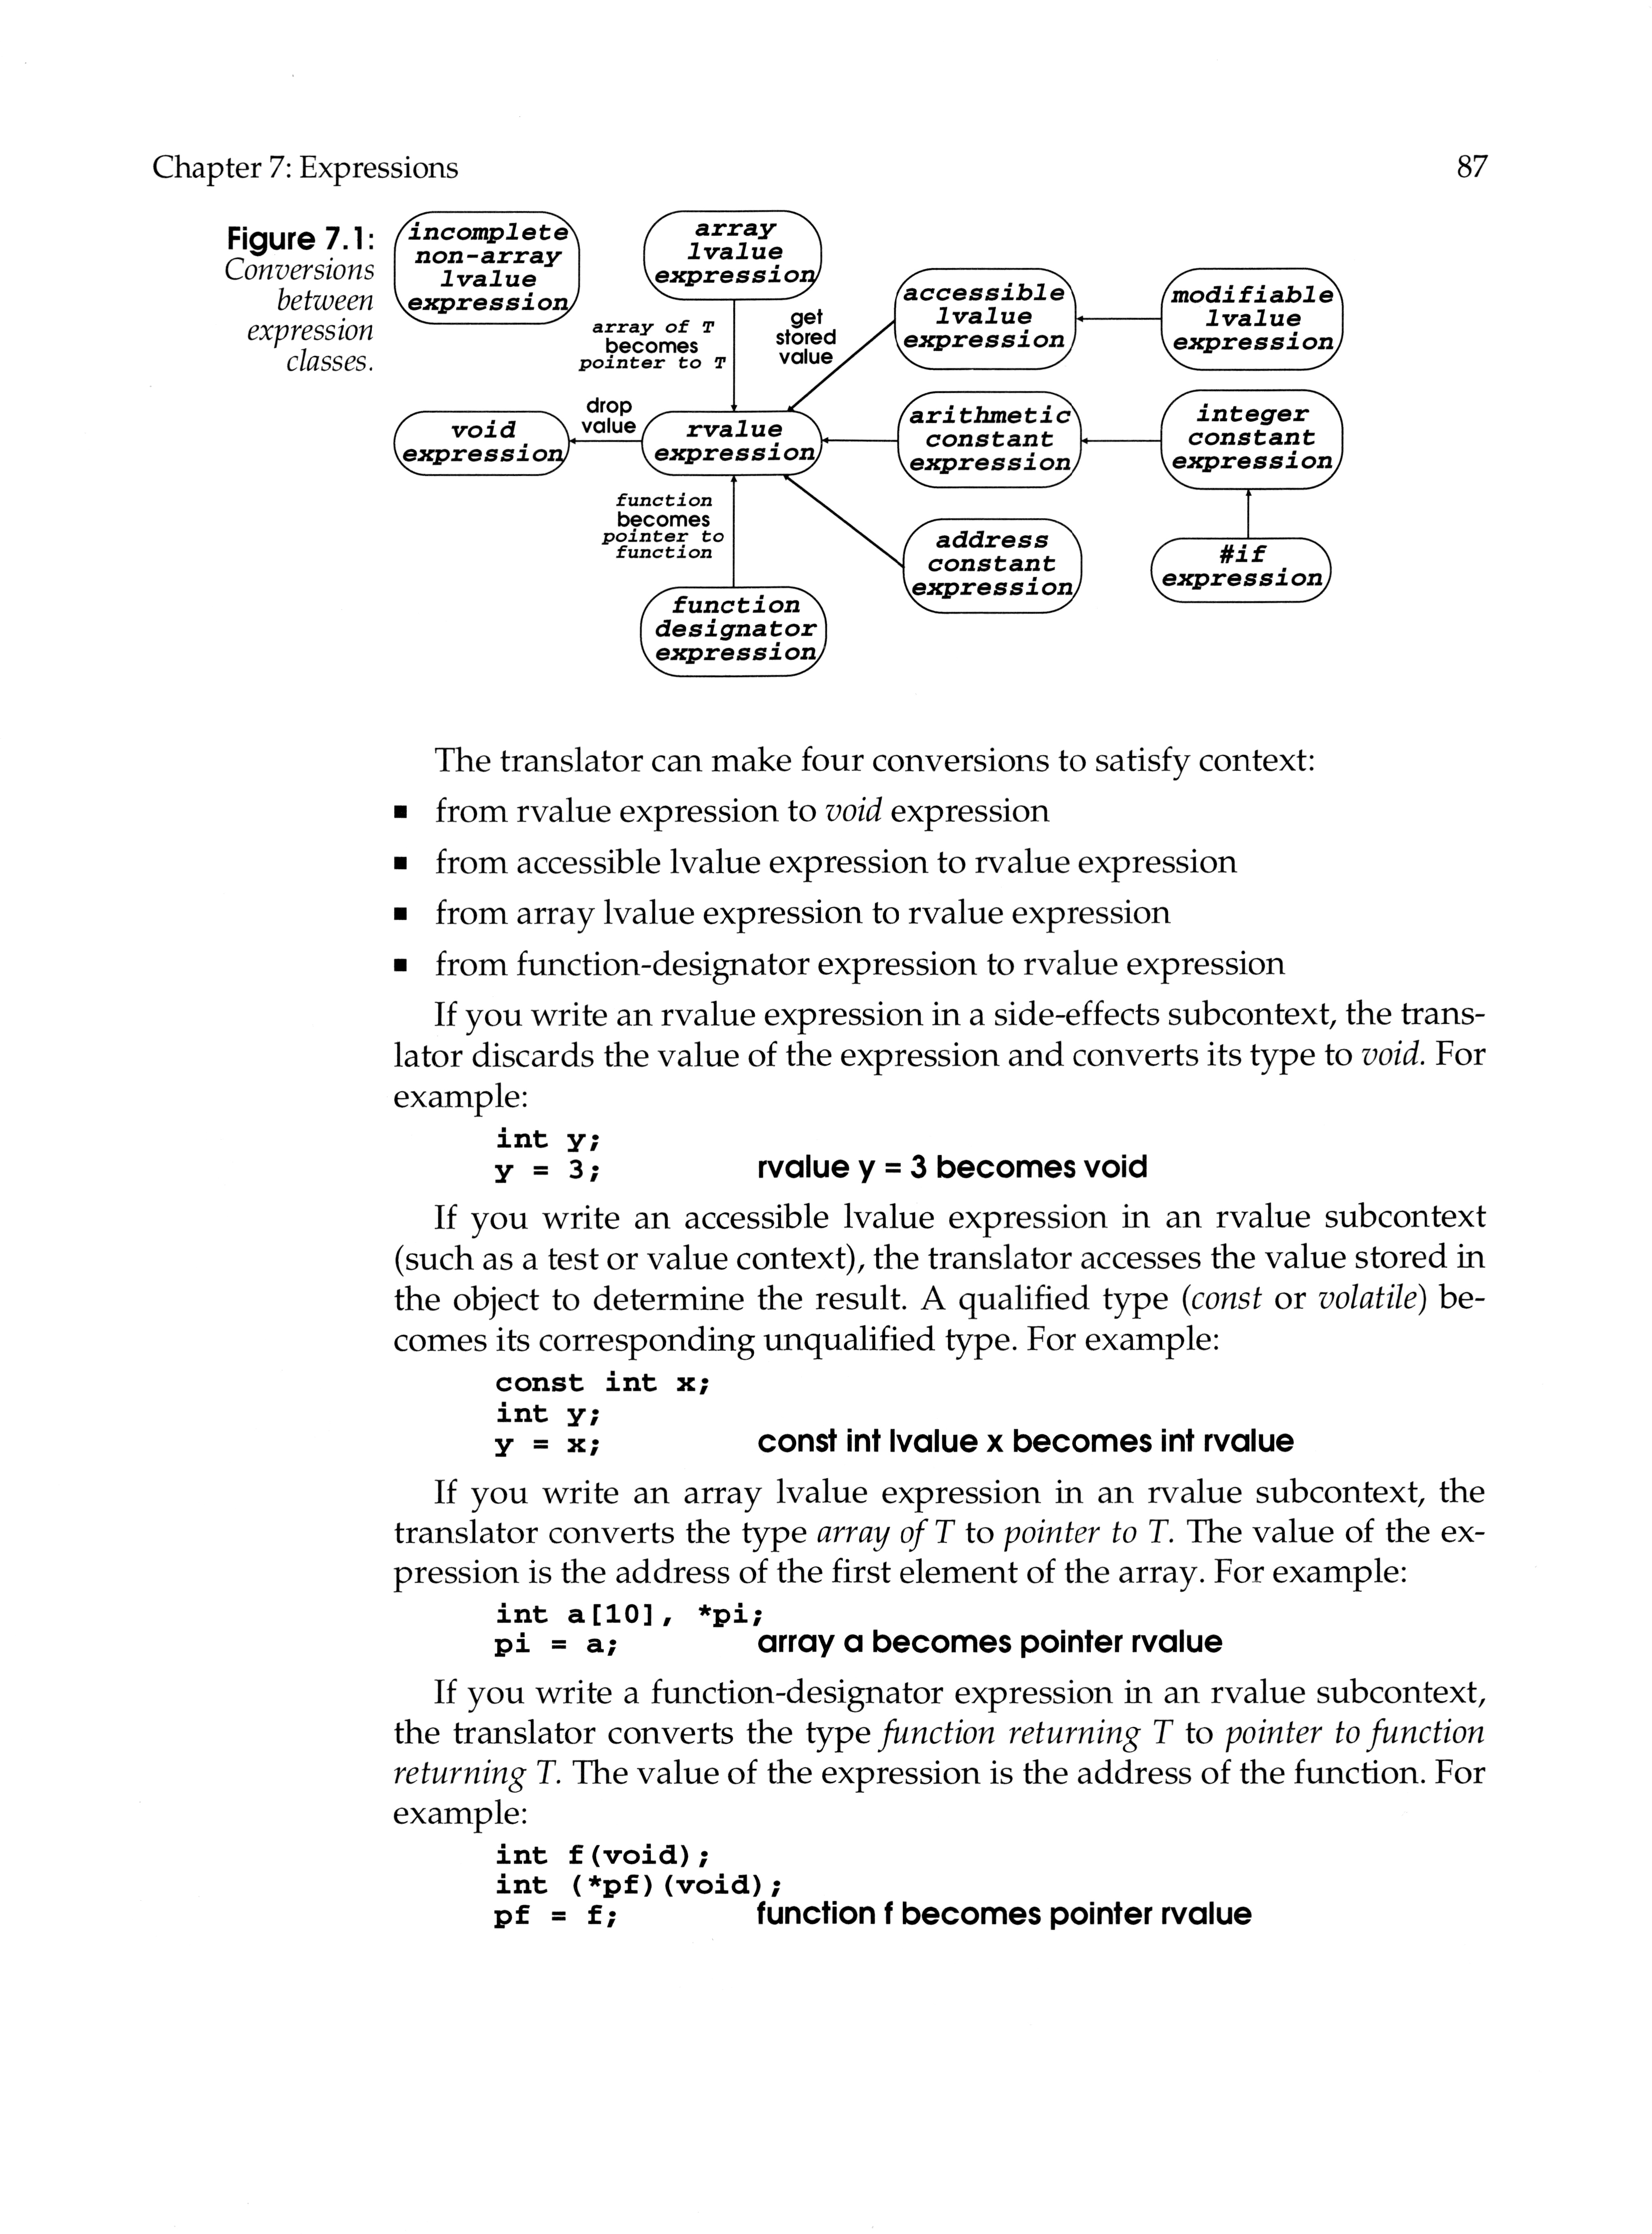 Chapter 7: Expressions 87
Figure 7.1:
Conversions
between
expression
classes.
incomplete
non-array
lvalue
expression
array
lvalue
expression
accessible
lvalue
expression
modifiable
lvalue
expression
array of T
becomes
pointer to T
get
stored
value
void
expression
drop
value
rvalue
expression
arithmetic
constant
expression
integer
constant
expression
function
becomes
pointer to
function
address
constant
expression
#if
expression
function
designator
expression
The translator can make four conversions to satisfy context:
▪ from rvalue expression to void expression
▪ from accessible lvalue expression to rvalue expression
▪ from array lvalue expression to rvalue expression
▪ from function-designator expression to rvalue expression
If you write an rvalue expression in a side-effects subcontext, the trans-
lator discards the value of the expression and converts its type to void. For
example:
int y;
y = 3; rvalue y = 3 becomes void
If you write an accessible lvalue expression in an rvalue subcontext
(such as a test or value context), the translator accesses the value stored in
the object to determine the result. A qualified type (const or volatile) be-
comes its corresponding unqualified type. For example:
const int x;
int y;
y = x; const int lvalue x becomes int rvalue
If you write an array lvalue expression in an rvalue subcontext, the
translator converts the type array of T to pointer to T. The value of the ex-
pression is the address of the first element of the array. For example:
int a[10], *pi;
pi = a; array a becomes pointer rvalue
If you write a function-designator expression in an rvalue subcontext,
the translator converts the type function returning T to pointer to function
returning T. The value of the expression is the address of the function. For
example:
int f(void);
int (*pf)(void);
pf = f; function f becomes pointer rvalue